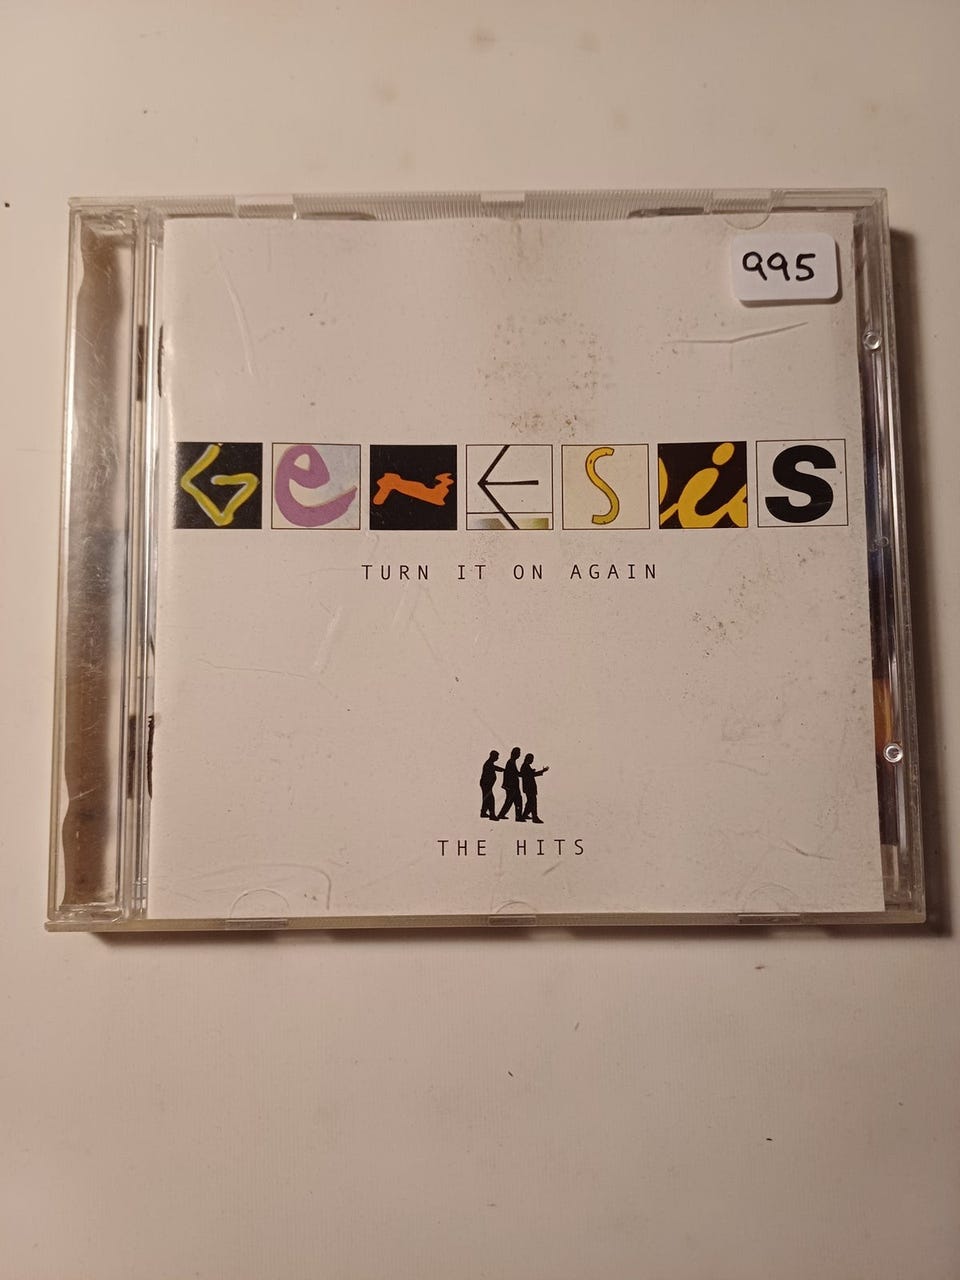 995
Genesis
TURN IT ON AGAIN
THE HITS